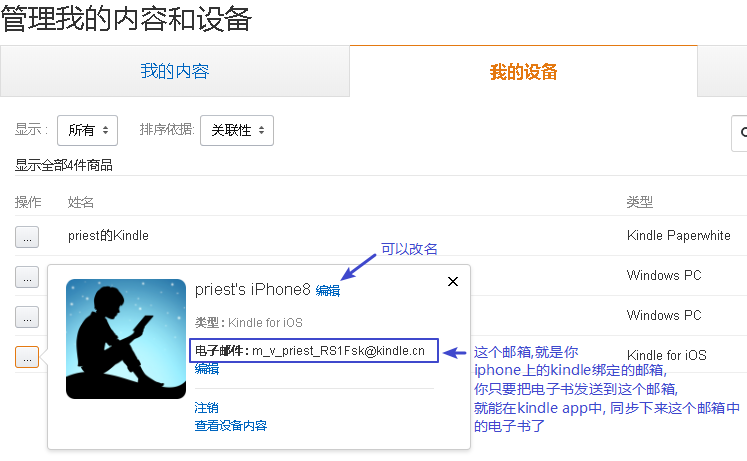 管理我的内容和设备
我的内容
我的设备
显示: 所有 排序依据: 关联性
显示全部4件商品
操作 姓名 类型
... priest的Kindle Kindle Paperwhite
可以改名
... Windows PC
priest's iPhone8 编辑
... Windows PC
类型: Kindle for iOS
电子邮件: m_v_priest_RS1Fsk@kindle.cn
... Kindle for iOS
编辑
这个邮箱,就是你
iphone上的kindle绑定的邮箱,
你只要把电子书发送到这个邮箱,
就能在kindle app中, 同步下来这个邮箱中
的电子书了
注销
查看设备内容